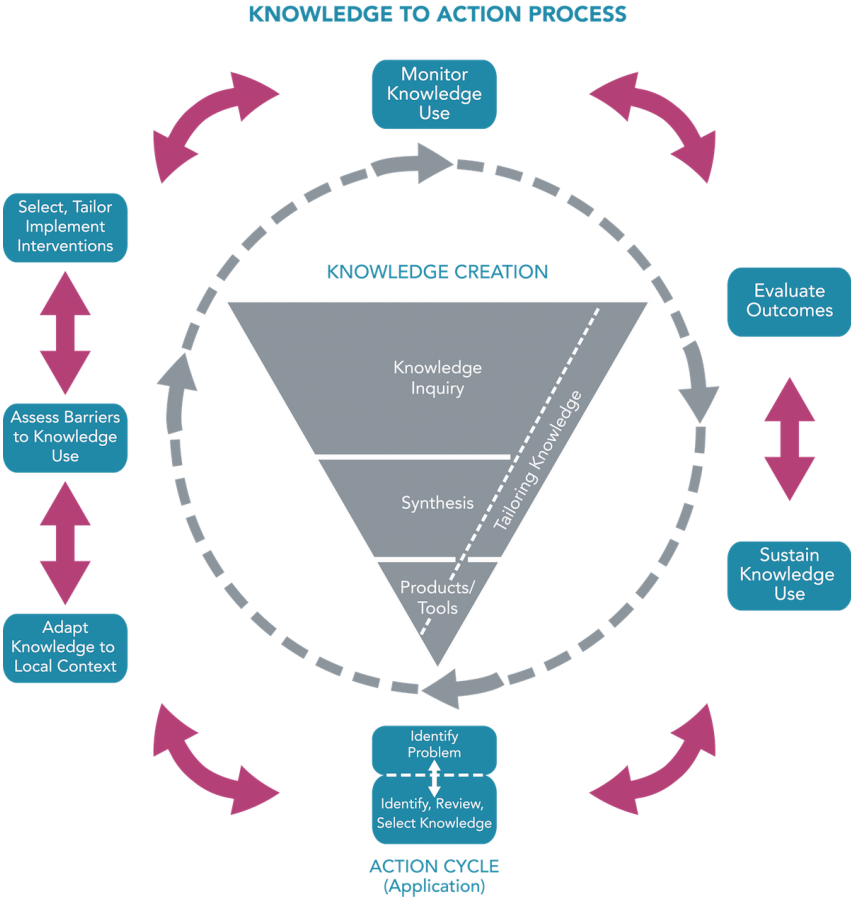 KNOWLEDGE TO ACTION PROCESS
Monitor
Knowledge
Use
Select, Tailor
Implement
Interventions
KNOWLEDGE CREATION
Evaluate
Outcomes
Knowledge
Inquiry
Assess Barriers
to Knowledge
Use
Tailoring Knowledge
Synthesis
Sustain
Knowledge
Use
Products/
Tools
Adapt
Knowledge to
Local Context
Identify
Problem
Identify, Review,
Select Knowledge
ACTION CYCLE
(Application)